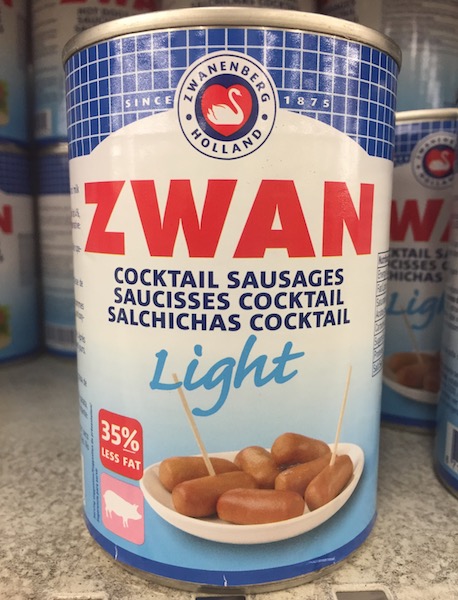 SINCE 1875
ZWANENBERG
HOLLAND
ZWAN
COCKTAIL SAUSAGES
SAUCISSES COCKTAIL
SALCHICHAS COCKTAIL
Light
35%
LESS FAT